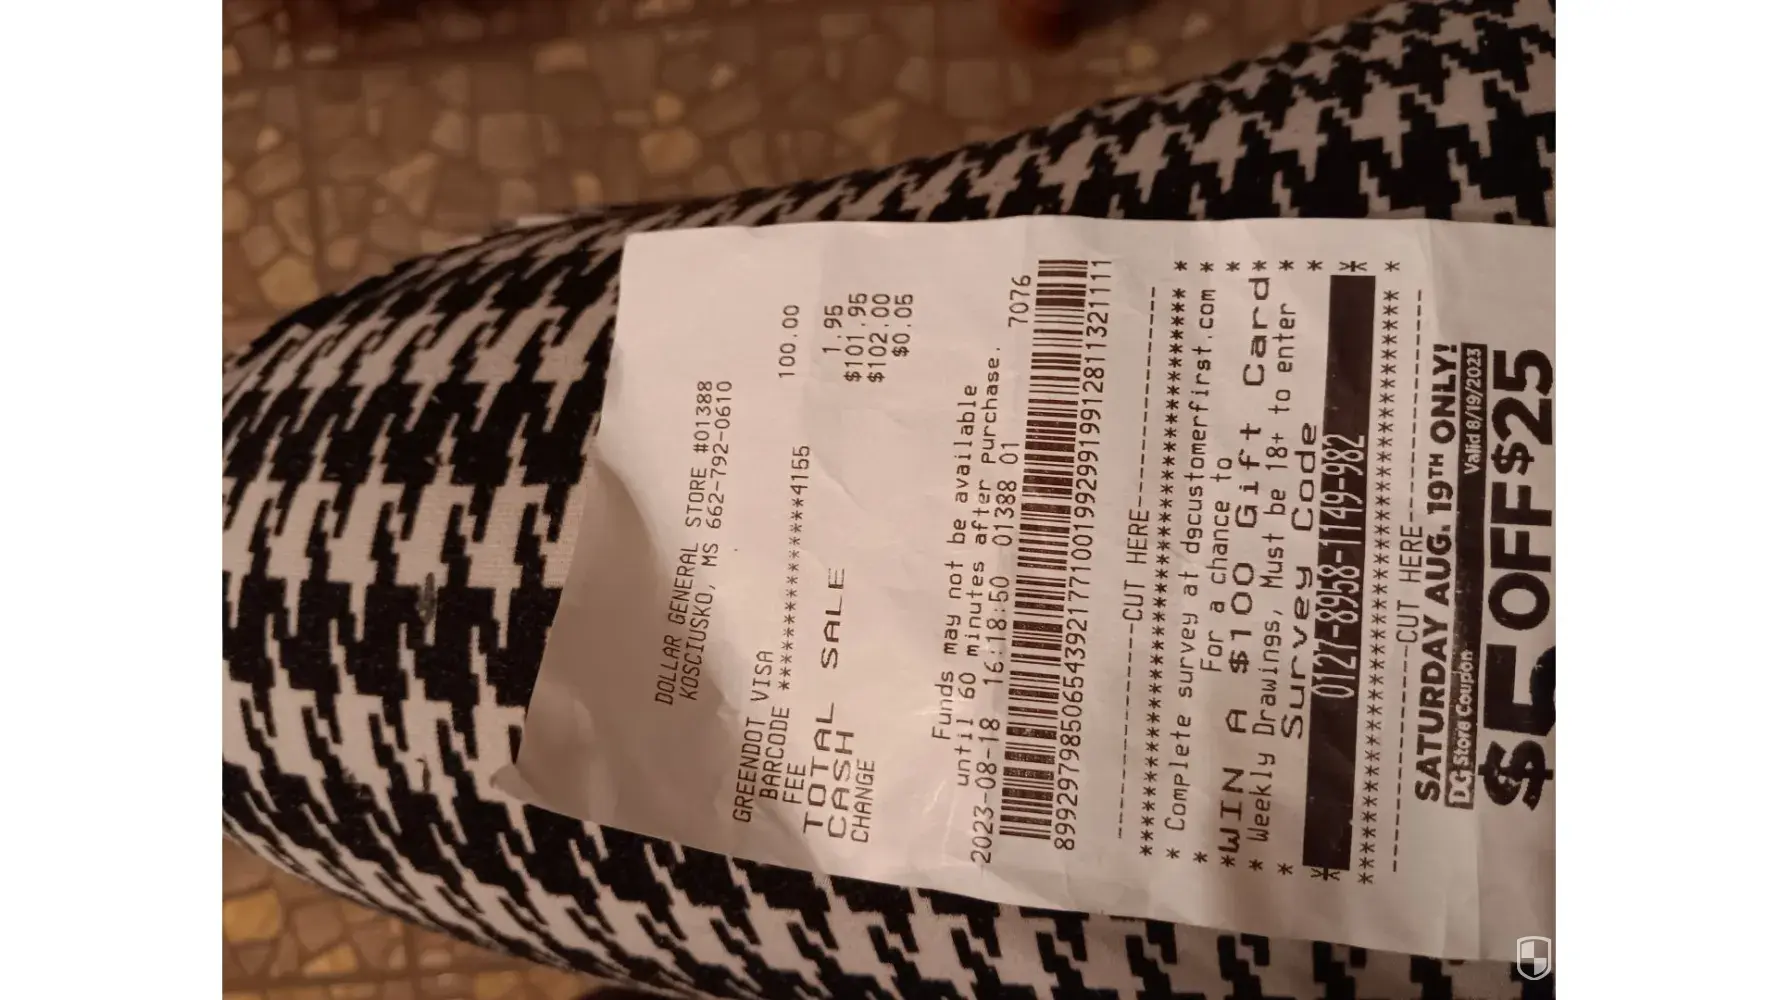 DOLLAR GENERAL STORE #01388
KOSCIUSKO, MS 662-792-0610
GREENDOT VISA 100.00
BARCODE ***************4155
FEE 1.95
TOTAL SALE $101.95
CASH $102.00
CHANGE $0.05
Funds may not be available
until 60 minutes after purchase.
2023-08-18 16:18:50 01388 01 7076
CUT HERE
Complete survey at dgcustomerfirst.com
For a chance to
*WIN A $100 Gift Card*
* Weekly Drawings, Must be 18+ to enter *
Survey Code
0127-8958-1149-982
CUT HERE
SATURDAY AUG. 19TH ONLY!
DG Store Coupon Valid 8/19/2023
$5 OFF $25